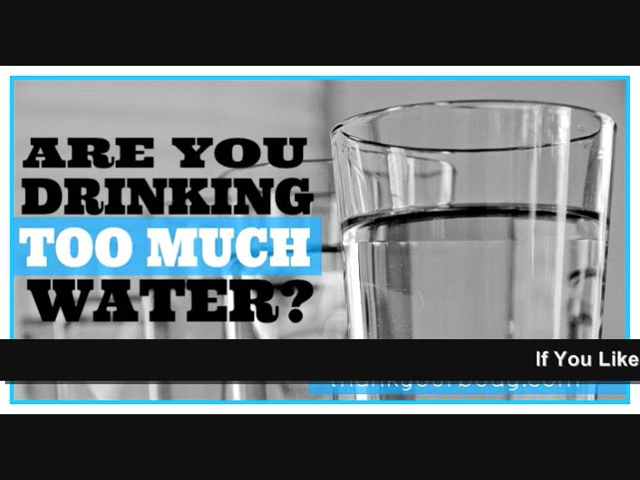 ARE YOU
DRINKING
TOO MUCH
WATER?
If You Like